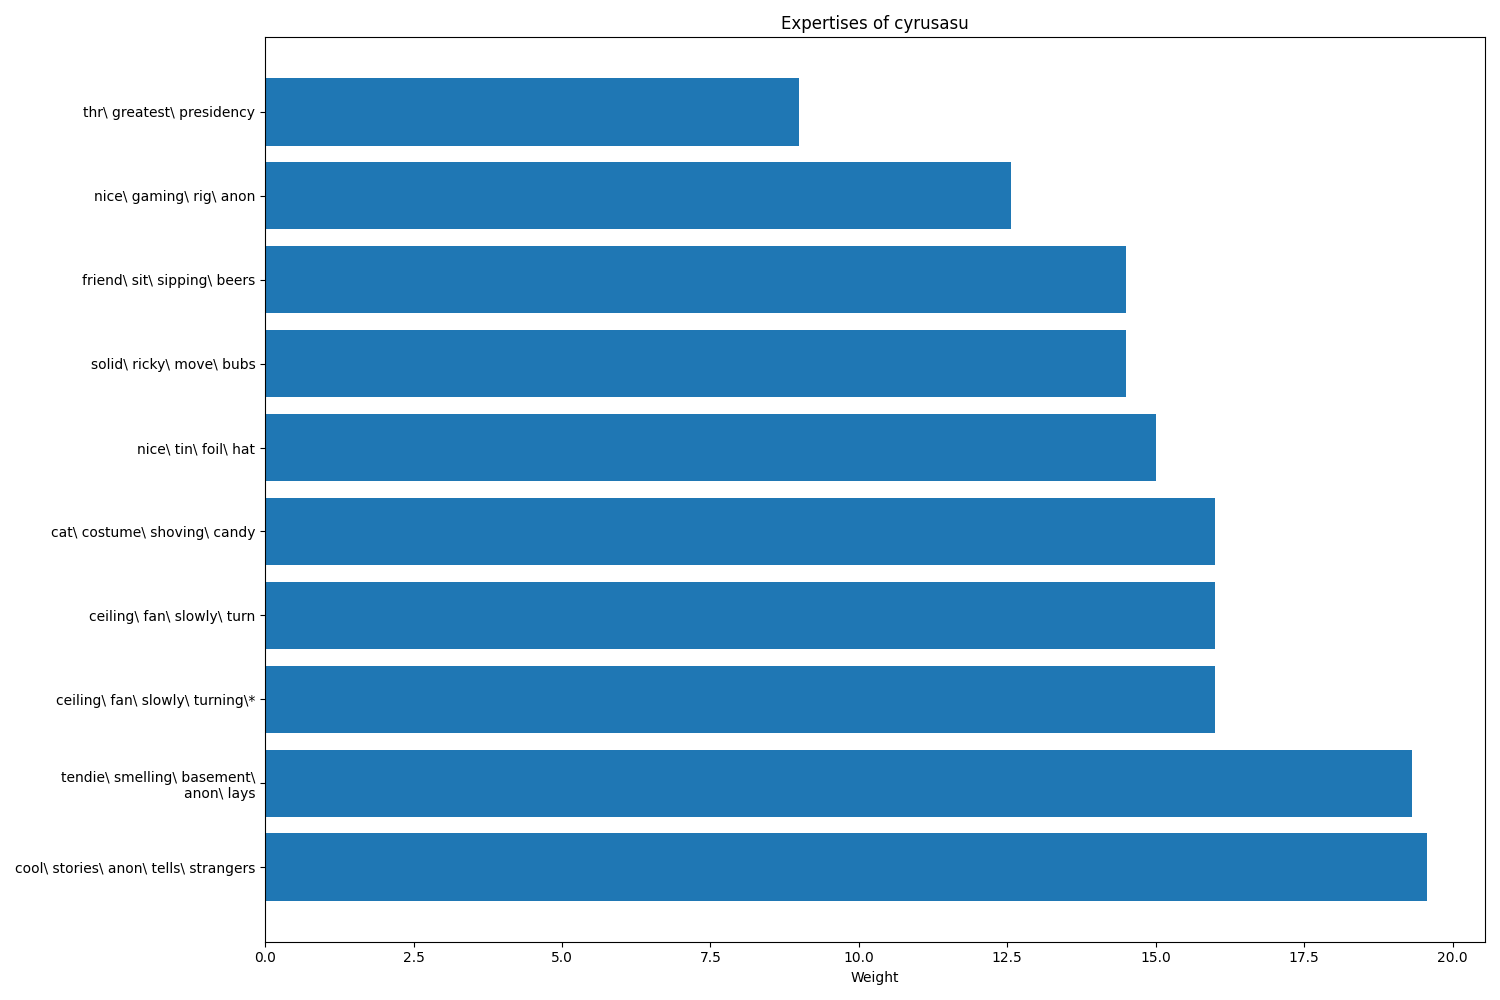 Expertises of cyrusasu
thr\ greatest\ presidency
nice\ gaming\ rig\ anon
friend\ sit\ sipping\ beers
solid\ ricky\ move\ bubs
nice\ tin\ foil\ hat
cat\ costume\ shoving\ candy
ceiling\ fan\ slowly\ turn
ceiling\ fan\ slowly\ turning\*
tendie\ smelling\ basement\
anon\ lays
cool\ stories\ anon\ tells\ strangers
0.0 2.5 5.0 7.5 10.0 12.5 15.0 17.5 20.0
Weight